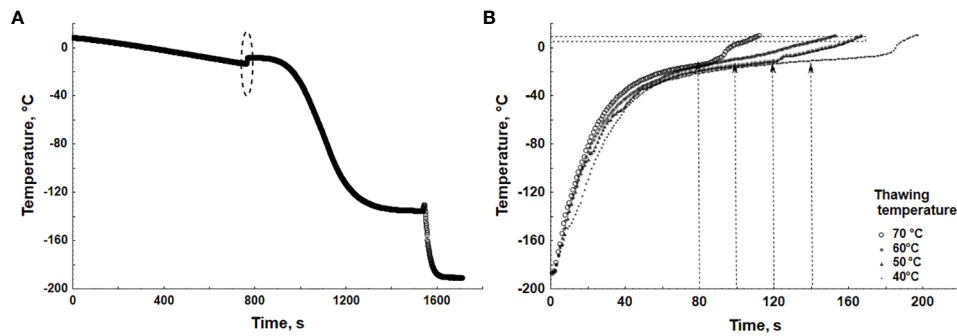 A
B
0
-40
-80
-120
-160
-200
Temperature, °C
0 400 800 1200 1600
Time, s
0
-40
-80
-120
-160
-200
Temperature, °C
0 40 80 120 160 200
Time, s
Thawing
temperature
70 °C
60°C
50 °C
40°C